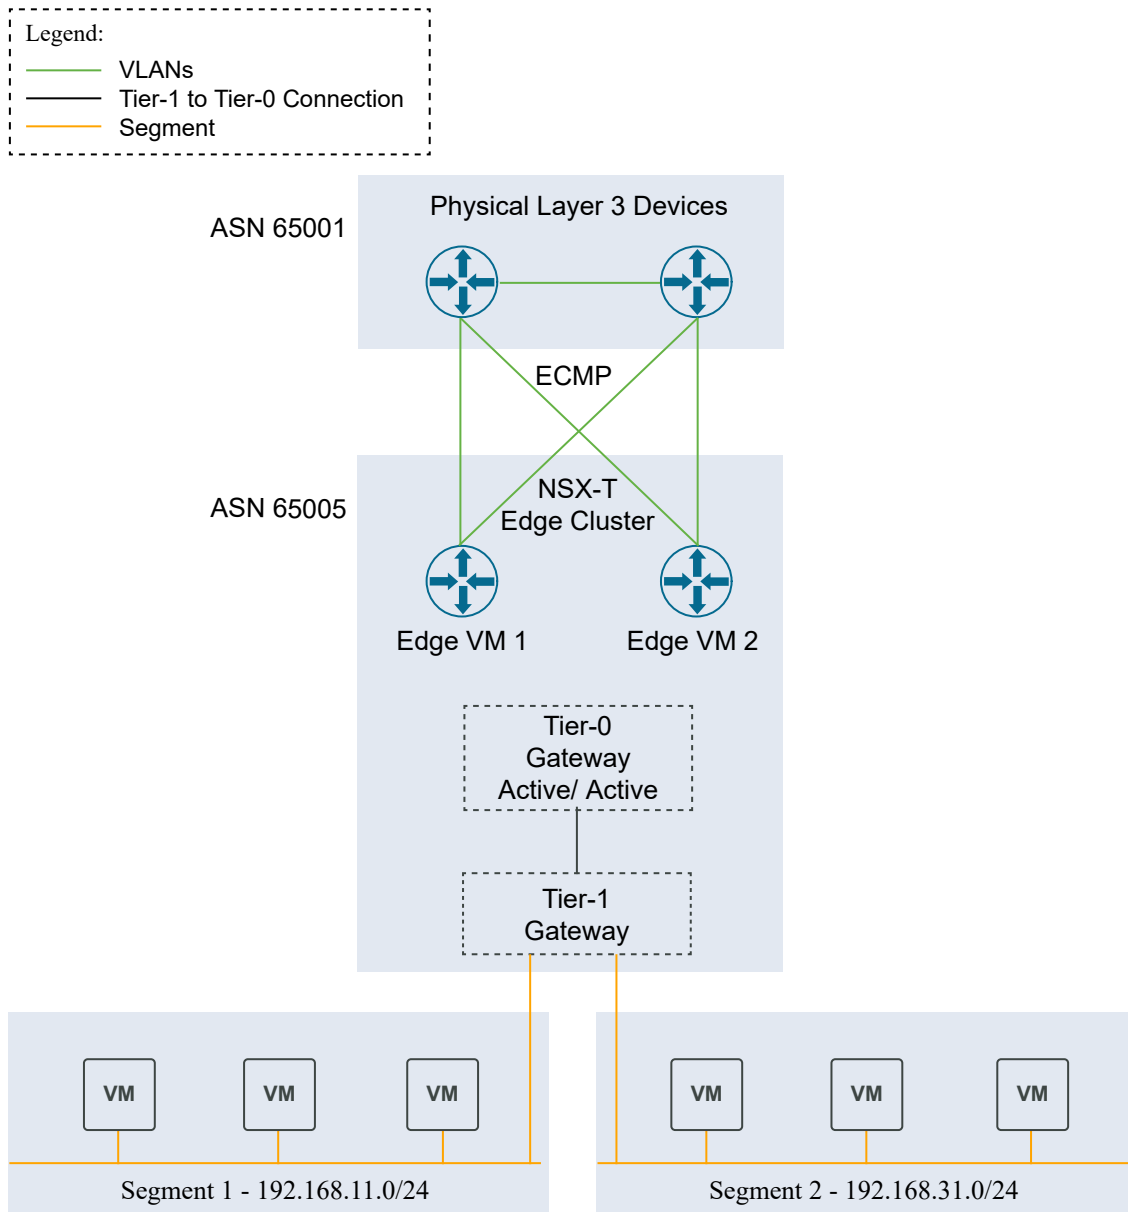 Legend:
VLANs
Tier-1 to Tier-0 Connection
Segment
Physical Layer 3 Devices
ASN 65001
ECMP
ASN 65005
NSX-T
Edge Cluster
Edge VM 1
Edge VM 2
Tier-0
Gateway
Active/ Active
Tier-1
Gateway
VM
VM
VM
VM
VM
VM
Segment 1 - 192.168.11.0/24
Segment 2 - 192.168.31.0/24